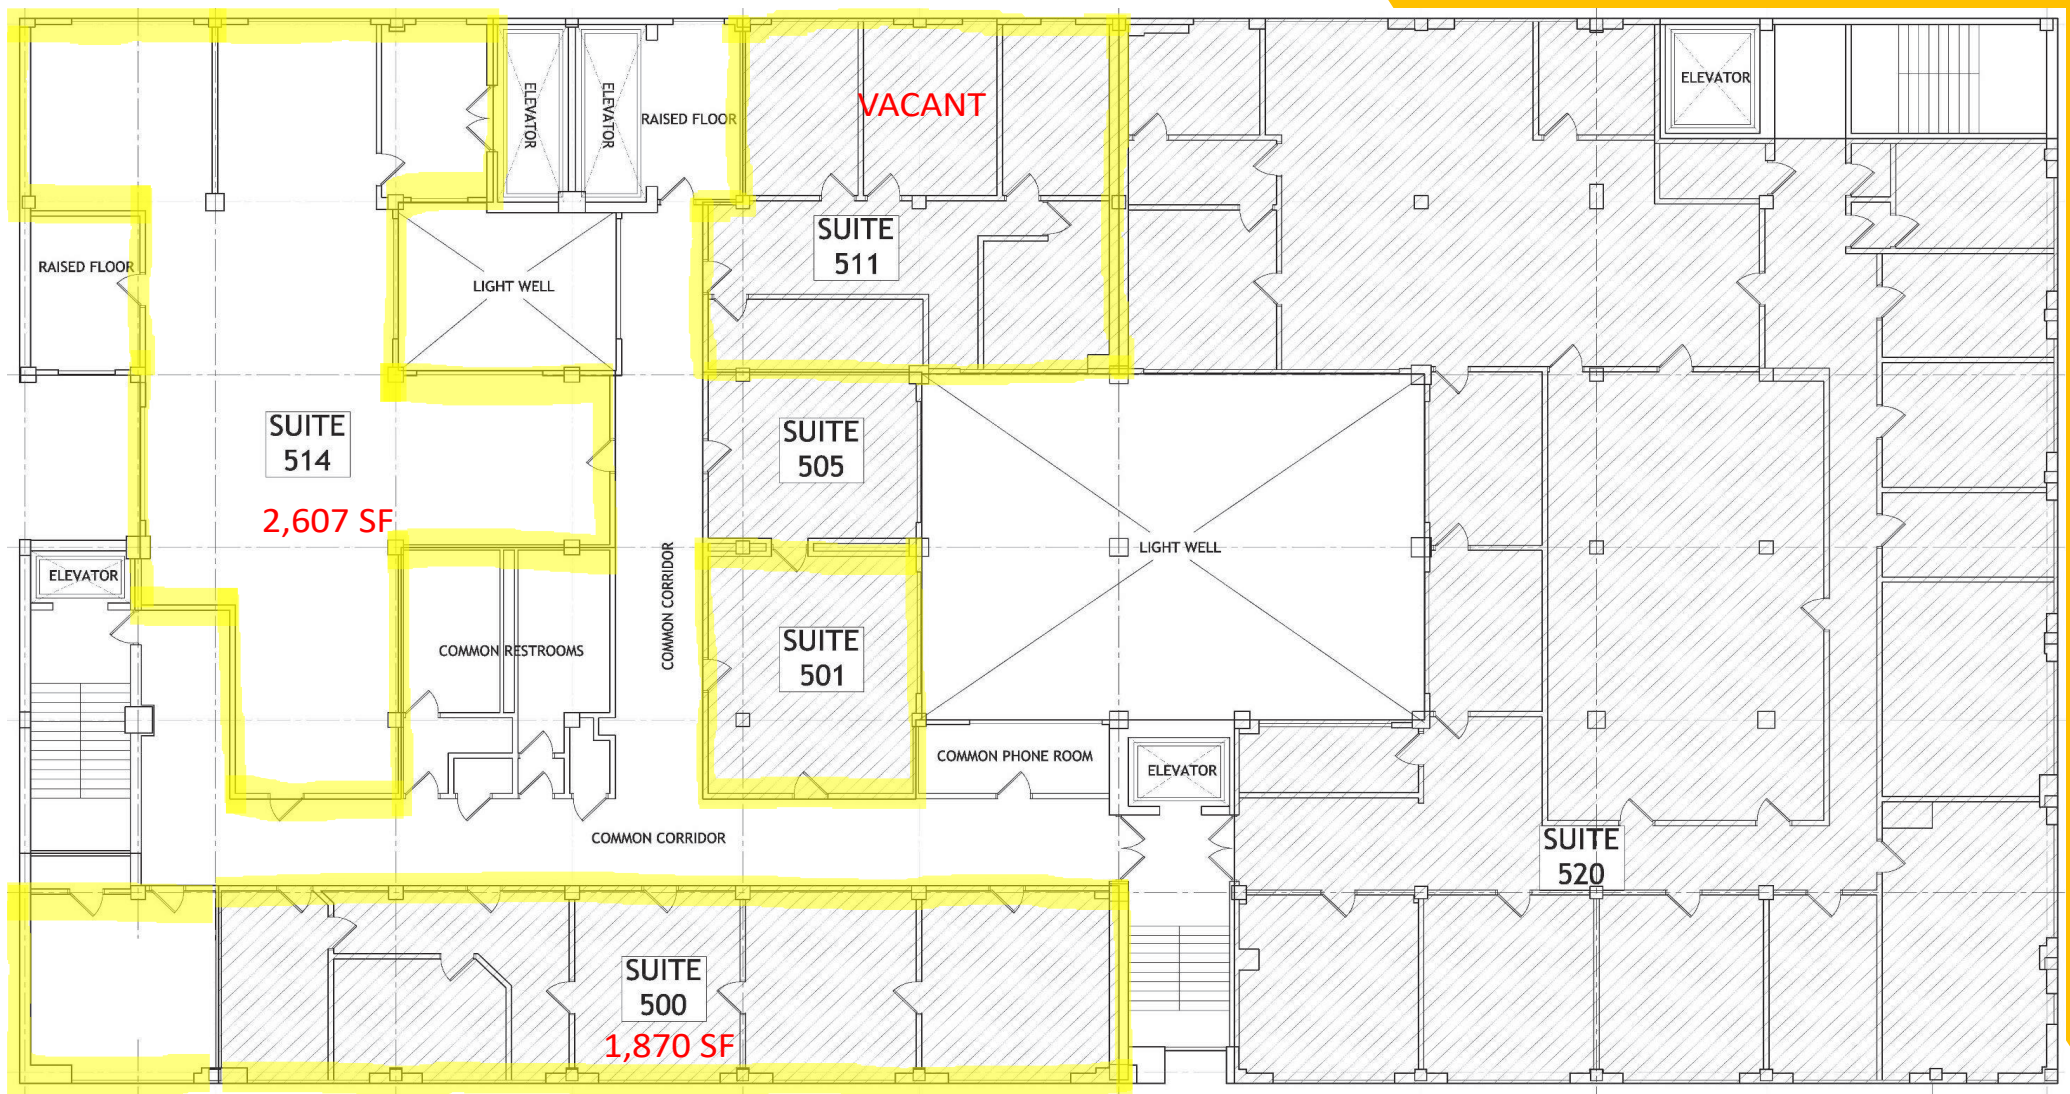 ELEVATOR
ELEVATOR
RAISED FLOOR
VACANT
ELEVATOR
SUITE
511
RAISED FLOOR
LIGHT WELL
SUITE
514
2,607 SF
SUITE
505
LIGHT WELL
ELEVATOR
COMMON CORRIDOR
COMMON RESTROOMS
SUITE
501
COMMON PHONE ROOM
ELEVATOR
COMMON CORRIDOR
SUITE
520
SUITE
500
1,870 SF